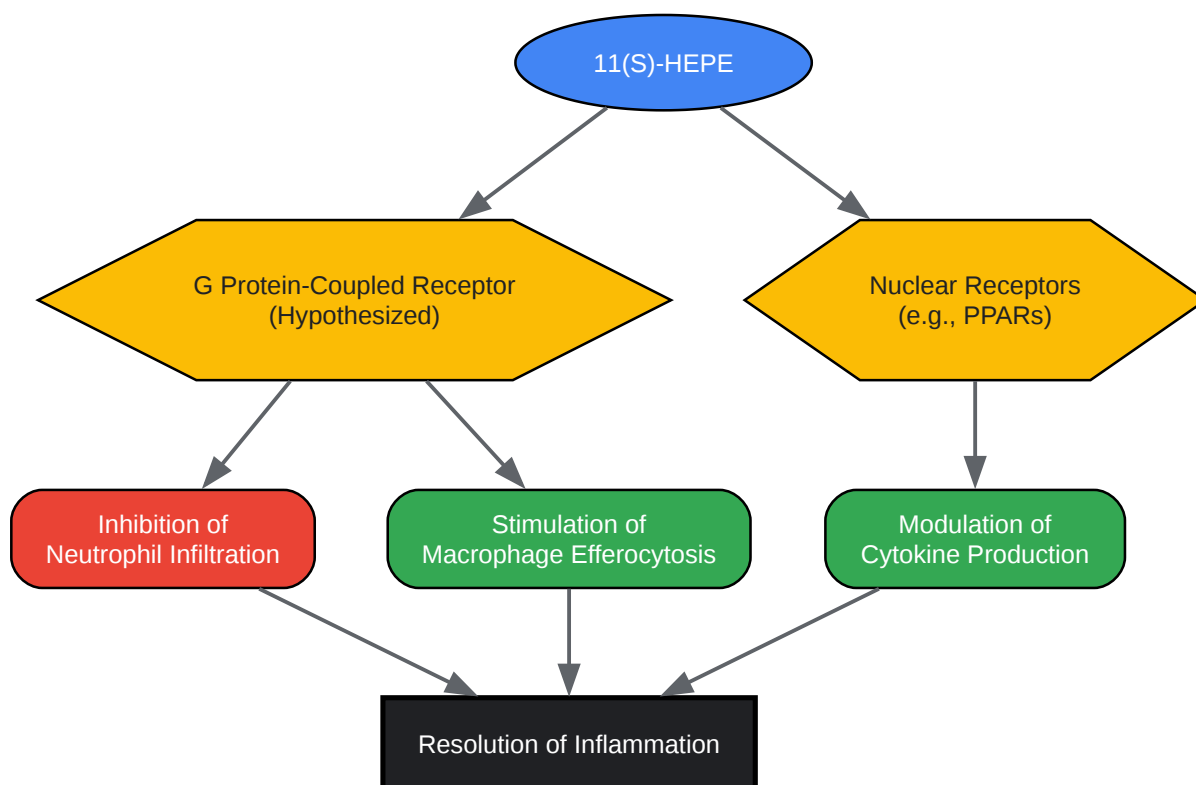 11(S)-HEPE
G Protein-Coupled Receptor
(Hypothesized)
Nuclear Receptors
(e.g., PPARs)
Inhibition of
Neutrophil Infiltration
Stimulation of
Macrophage Efferocytosis
Modulation of
Cytokine Production
Resolution of Inflammation